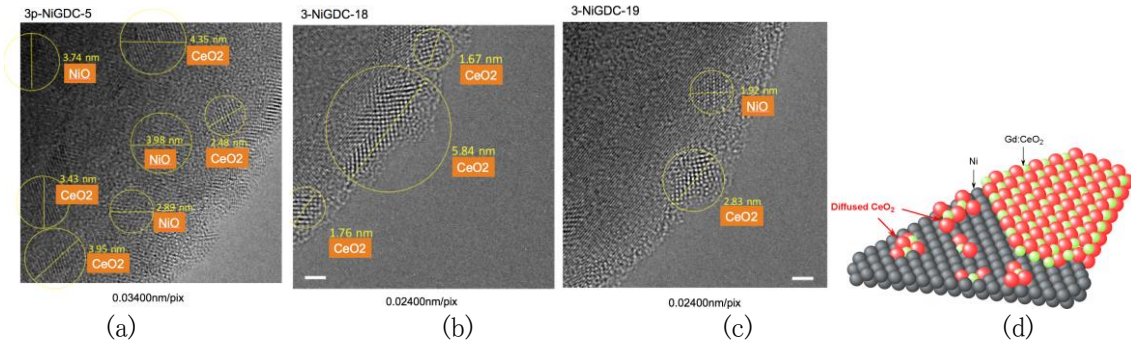 3p-NiGDC-5
3.74 nm
NiO
4.35 nm
CeO2
3.98 nm
NiO
2.48 nm
CeO2
3.43 nm
CeO2
2.89 nm
NiO
3.95 nm
CeO2
0.03400nm/pix
(a)
3-NiGDC-18
1.67 nm
CeO2
5.84 nm
CeO2
1.76 nm
CeO2
0.02400nm/pix
(b)
3-NiGDC-19
1.92 nm
NiO
2.83 nm
CeO2
0.02400nm/pix
(c)
Gd:CeO₂
Ni
Diffused CeO₂
(d)